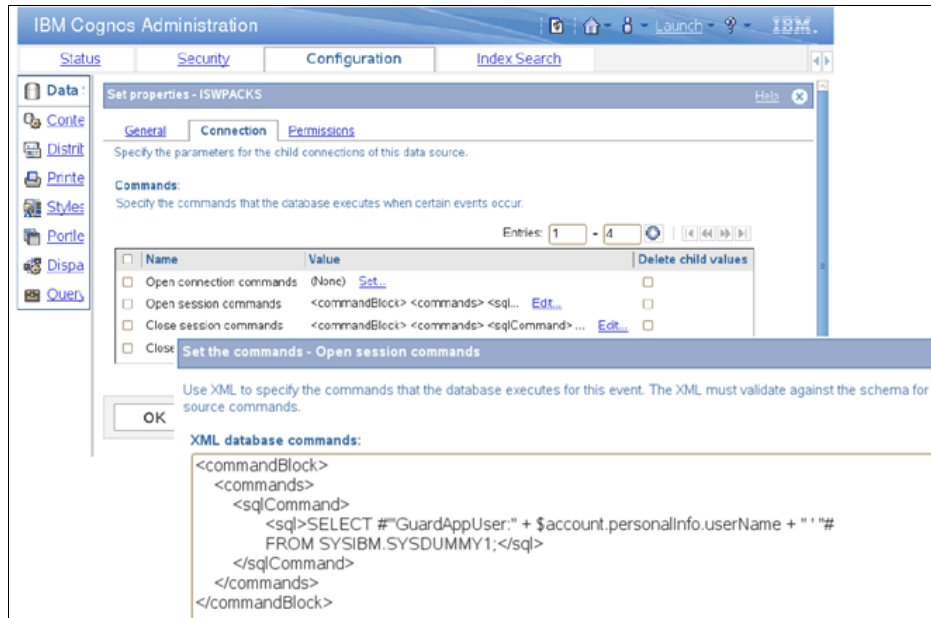 IBM Cognos Administration
Launch
IBM.
Status
Security
Configuration
Index Search
Data
Set properties - ISWPACKS
Help
Conte
General
Connection
Permissions
Distrit
Specify the parameters for the child connections of this data source.
Printe
Commands:
Styles
Specify the commands that the database executes when certain events occur.
Portle
Entries: 1 - 4
Dispa
Name Value Delete child values
Open connection commands (None) Set...
Query
Open session commands <commandBlock> <commands> <sql... Edit...
Close session commands <commandBlock> <commands> <sqlCommand> ... Edit...
Close
Set the commands - Open session commands
Use XML to specify the commands that the database executes for this event. The XML must validate against the schema for
source commands.
OK
XML database commands:
<commandBlock>
<commands>
<sqlCommand>
<sql>SELECT #"'GuardAppUser:" + $account.personalInfo.userName + " ' "#
FROM SYSIBM.SYSDUMMY1;</sql>
</sqlCommand>
</commands>
</commandBlock>